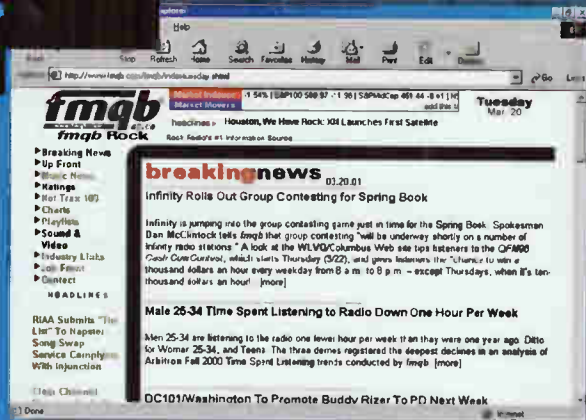 explorer
Help
Stop Refresh Home Search Favorites History Mail Print Edit
Go
Market Indexes
Market Movers
headlines Houston, We Have Rock: XM Launches First Satellite
Tuesday
Mar. 20
fmqb
fmqb Rock
Rock Radio's #1 Information Source
Breaking News
Up Front
Music News
Ratings
Hot Trax 107
Charts
Playlists
Sound &
Video
Industry Links
Job Front
Contact
HEADLINES
RIAA Submits "The
List" To Napster
Song Swap
Service Complying
With Injunction
Clear Channel
breakingnews 03.20.01
Infinity Rolls Out Group Contesting for Spring Book
Infinity is jumping into the group contesting game just in time for the Spring Book. Spokesman
Dan McClintock tells fmqb that group contesting "will be underway shortly on a number of
Infinity radio stations." A look at the WLVQ/Columbus Web site tips listeners to the QFM96
Cash Contest, which starts Thursday (3/22), and gives listeners the "chance to win a
thousand dollars an hour every weekday from 8 a.m. to 8 p.m. – except Thursdays, when it's ten-
thousand dollars an hour! [more]
Male 25-34 Time Spent Listening to Radio Down One Hour Per Week
Men 25-34 are listening to the radio one fewer hour per week than they were one year ago. Ditto
for Women 25-34, and Teens. The three demos registered the deepest declines in an analysis of
Arbitron Fall 2000 Time Spent Listening trends conducted by fmqb [more]
DC101/Washington To Promote Buddy Rizer To PD Next Week
Done
Internet